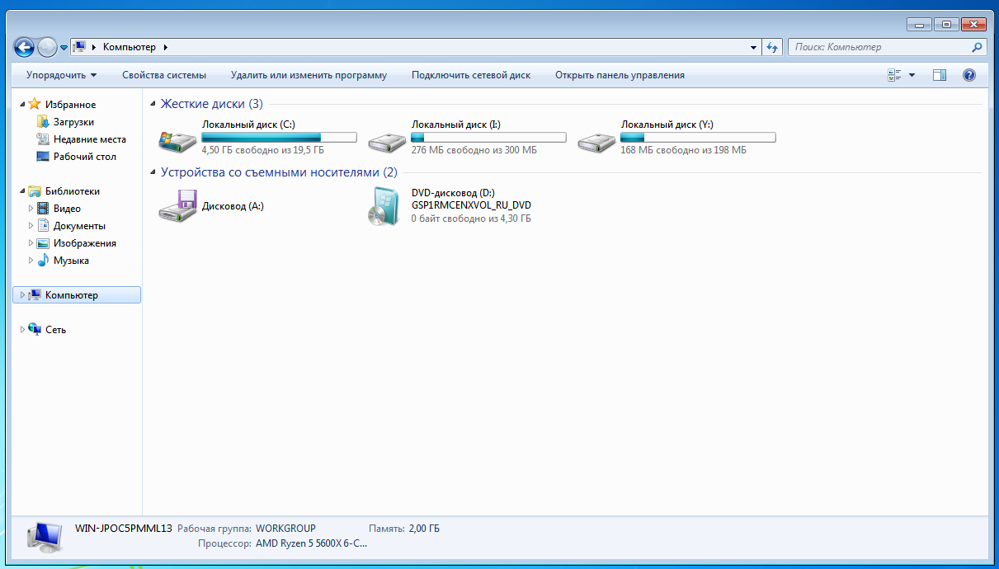 Компьютер
Поиск: Компьютер
Упорядочить Свойства системы Удалить или изменить программу Подключить сетевой диск Открыть панель управления
Избранное
Загрузки
Недавние места
Рабочий стол
Библиотеки
Видео
Документы
Изображения
Музыка
Компьютер
Сеть
Жесткие диски (3)
Локальный диск (C:)
4,50 ГБ свободно из 19,5 ГБ
Локальный диск (I:)
276 МБ свободно из 300 МБ
Локальный диск (Y:)
168 МБ свободно из 198 МБ
Устройства со съемными носителями (2)
Дисковод (A:)
DVD-дисковод (D:)
GSP1RMCENXVOL_RU_DVD
0 байт свободно из 4,30 ГБ
WIN-JPOC5PMML13 Рабочая группа: WORKGROUP Память: 2,00 ГБ
Процессор: AMD Ryzen 5 5600X 6-C...